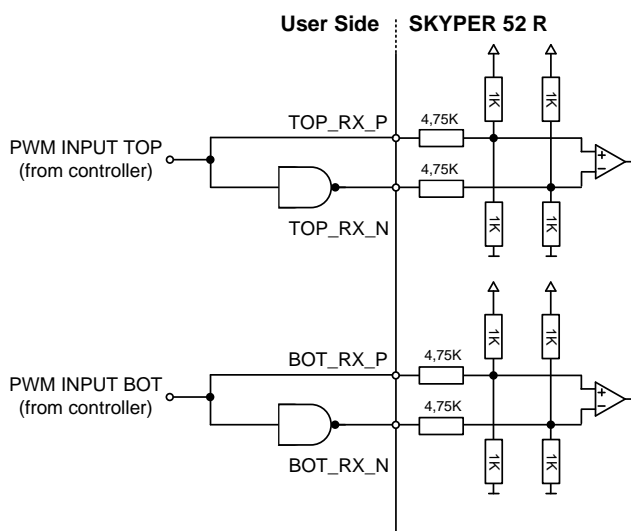 User Side
SKYPER 52 R
TOP_RX_P
4,75K
1K
1K
PWM INPUT TOP
(from controller)
4,75K
+
−
TOP_RX_N
1K
1K
BOT_RX_P
4,75K
1K
1K
PWM INPUT BOT
(from controller)
4,75K
+
−
BOT_RX_N
1K
1K